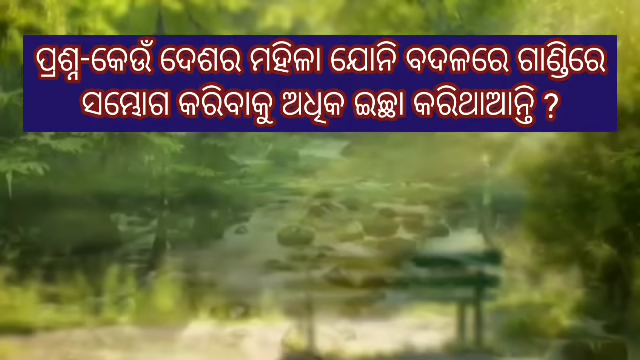 ପ୍ରଶ୍ନ-କେଉଁ ଦେଶର ମହିଳା ଯୋନି ବଦଳରେ ଗାଣ୍ଡିରେ
ସମ୍ଭୋଗ କରିବାକୁ ଅଧିକ ଇଚ୍ଛା କରିଥାଆନ୍ତି ?